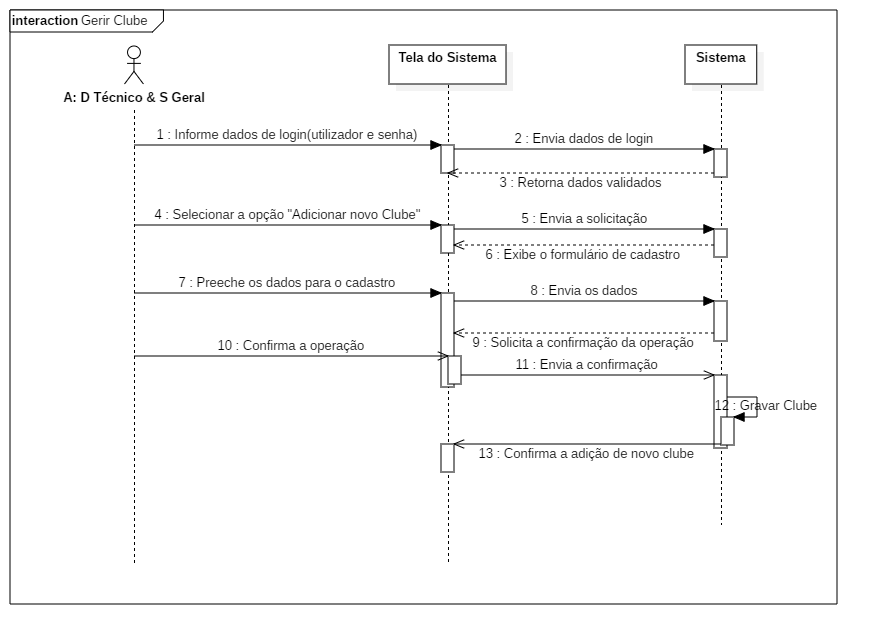 interaction Gerir Clube
A: D Técnico & S Geral
Tela do Sistema
Sistema
1 : Informe dados de login(utilizador e senha)
2 : Envia dados de login
3 : Retorna dados validados
4 : Selecionar a opção "Adicionar novo Clube"
5 : Envia a solicitação
6 : Exibe o formulário de cadastro
7 : Preeche os dados para o cadastro
8 : Envia os dados
9 : Solicita a confirmação da operação
10 : Confirma a operação
11 : Envia a confirmação
12 : Gravar Clube
13 : Confirma a adição de novo clube